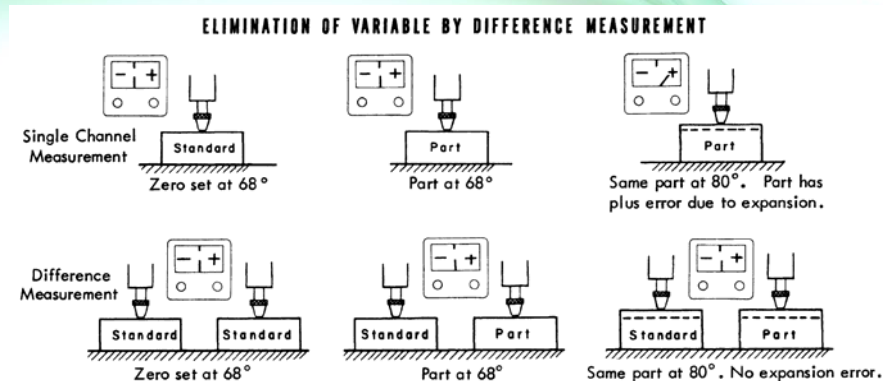 ELIMINATION OF VARIABLE BY DIFFERENCE MEASUREMENT
Single Channel
Measurement
- +
Standard
Zero set at 68°
- +
Part
Part at 68°
- +
Part
Same part at 80°. Part has
plus error due to expansion.
Difference
Measurement
- +
Standard Standard
Zero set at 68°
- +
Standard Part
Part at 68°
- +
Standard Part
Same part at 80°. No expansion error.